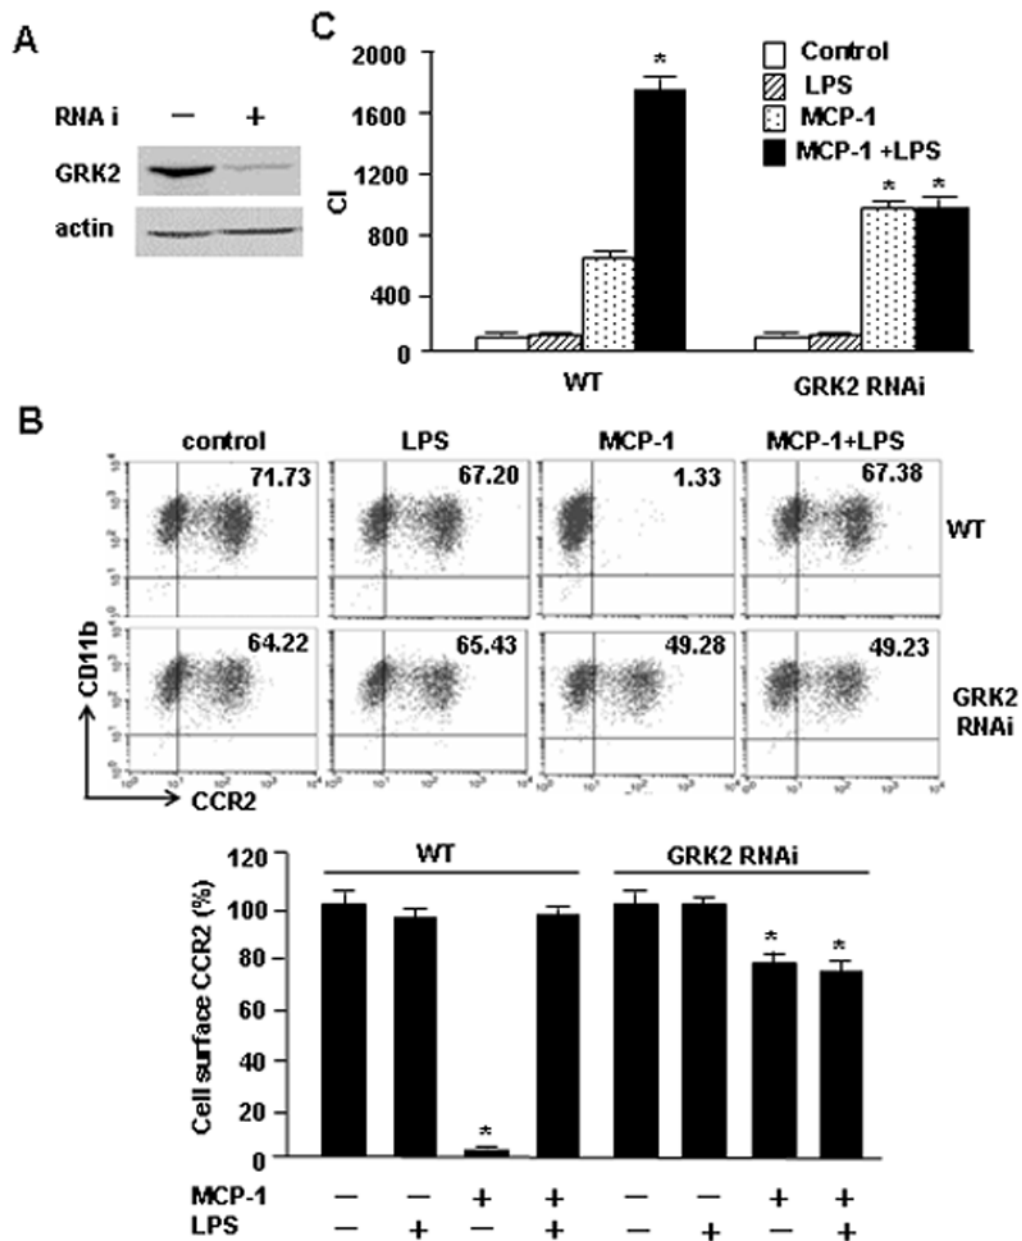 A
RNA i − +
GRK2
actin
C
2000
1600
1200
800
400
0
CI
Control
LPS
MCP-1
MCP-1 +LPS
* * *
WT GRK2 RNAi
B
control LPS MCP-1 MCP-1+LPS
71.73 67.20 1.33 67.38
WT
64.22 65.43 49.28 49.23
GRK2
RNAi
CD11b
CCR2
WT GRK2 RNAi
120
100
80
60
40
20
0
Cell surface CCR2 (%)
* * *
MCP-1 − − + + − − + +
LPS − + − + − + − +